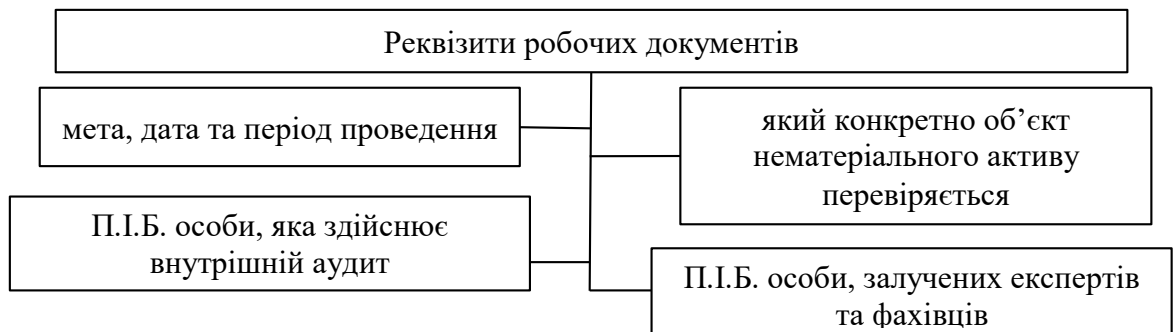 Реквізити робочих документів
мета, дата та період проведення
який конкретно об’єкт
нематеріального активу
перевіряється
П.І.Б. особи, яка здійснює
внутрішній аудит
П.І.Б. особи, залучених експертів
та фахівців